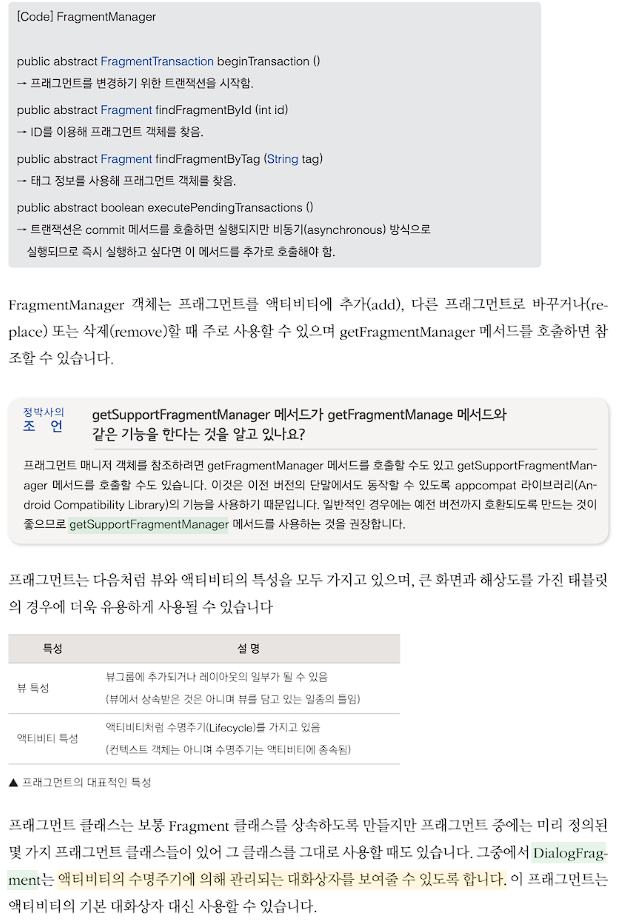 [Code] FragmentManager
public abstract FragmentTransaction beginTransaction ()
→ 프래그먼트를 변경하기 위한 트랜잭션을 시작함.
public abstract Fragment findFragmentById (int id)
→ ID를 이용해 프래그먼트 객체를 찾음.
public abstract Fragment findFragmentByTag (String tag)
→ 태그 정보를 사용해 프래그먼트 객체를 찾음.
public abstract boolean executePendingTransactions ()
→ 트랜잭션은 commit 메서드를 호출하면 실행되지만 비동기(asynchronous) 방식으로
실행되므로 즉시 실행하고 싶다면 이 메서드를 추가로 호출해야 함.
FragmentManager 객체는 프래그먼트를 액티비티에 추가(add), 다른 프래그먼트로 바꾸거나(re-
place) 또는 삭제(remove)할 때 주로 사용할 수 있으며 getFragmentManager 메서드를 호출하면 참
조할 수 있습니다.
정박사의
조 언
getSupportFragmentManager 메서드가 getFragmentManage 메서드와
같은 기능을 한다는 것을 알고 있나요?
프래그먼트 매니저 객체를 참조하려면 getFragmentManager 메서드를 호출할 수도 있고 getSupportFragmentMan-
ager 메서드를 호출할 수도 있습니다. 이것은 이전 버전의 단말에서도 동작할 수 있도록 appcompat 라이브러리(An-
droid Compatibility Library)의 기능을 사용하기 때문입니다. 일반적인 경우에는 예전 버전까지 호환되도록 만드는 것이
좋으므로 getSupportFragmentManager 메서드를 사용하는 것을 권장합니다.
프래그먼트는 다음처럼 뷰와 액티비티의 특성을 모두 가지고 있으며, 큰 화면과 해상도를 가진 태블릿
의 경우에 더욱 유용하게 사용될 수 있습니다
특성 설 명
뷰 특성
뷰그룹에 추가되거나 레이아웃의 일부가 될 수 있음
(뷰에서 상속받은 것은 아니며 뷰를 담고 있는 일종의 틀임)
액티비티 특성
액티비티처럼 수명주기(Lifecycle)를 가지고 있음
(컨텍스트 객체는 아니며 수명주기는 액티비티에 종속됨)
▲ 프래그먼트의 대표적인 특성
프래그먼트 클래스는 보통 Fragment 클래스를 상속하도록 만들지만 프래그먼트 중에는 미리 정의된
몇 가지 프래그먼트 클래스들이 있어 그 클래스를 그대로 사용할 때도 있습니다. 그중에서 DialogFrag-
ment는 액티비티의 수명주기에 의해 관리되는 대화상자를 보여줄 수 있도록 합니다. 이 프래그먼트는
액티비티의 기본 대화상자 대신 사용할 수 있습니다.